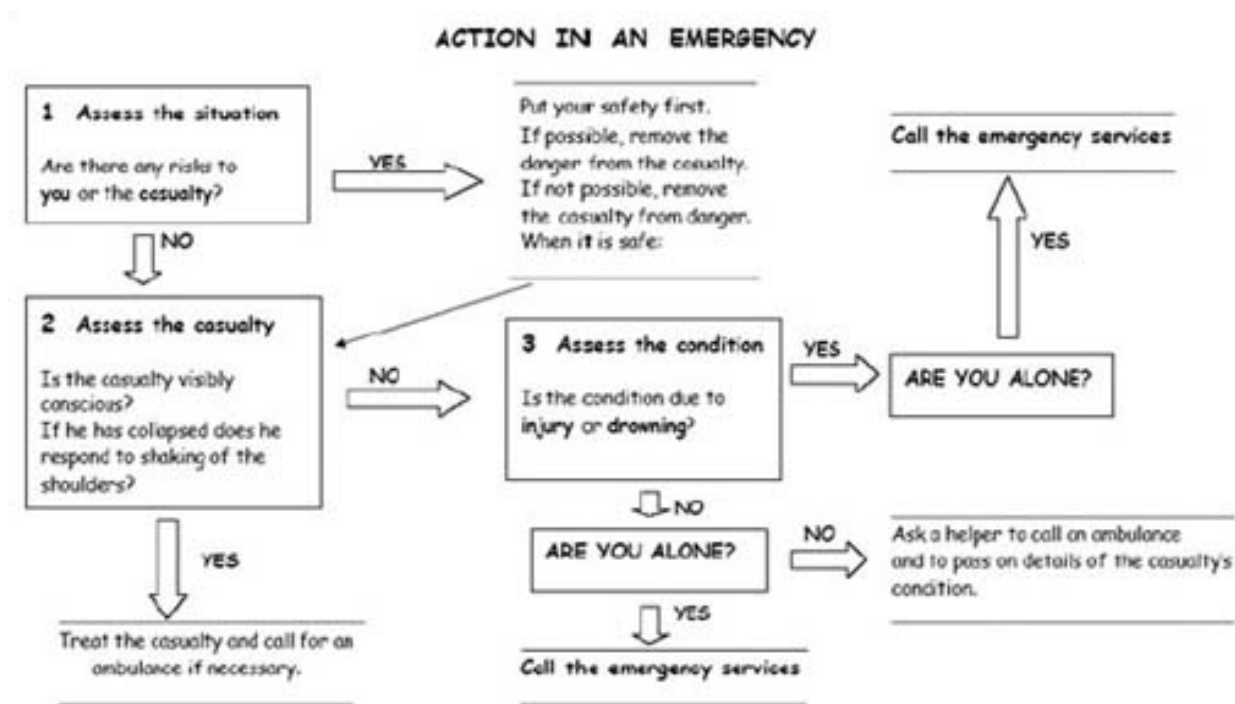 ACTION IN AN EMERGENCY
1 Assess the situation
Are there any risks to
you or the casualty?
YES
Put your safety first.
If possible, remove the
danger from the casualty.
If not possible, remove
the casualty from danger.
When it is safe:
NO
2 Assess the casualty
Is the casualty visibly
conscious?
If he has collapsed does he
respond to shaking of the
shoulders?
NO
3 Assess the condition
Is the condition due to
injury or drowning?
YES
ARE YOU ALONE?
YES
Call the emergency services
NO
ARE YOU ALONE?
NO
Ask a helper to call an ambulance
and to pass on details of the casualty's
condition.
YES
Call the emergency services
YES
Treat the casualty and call for an
ambulance if necessary.